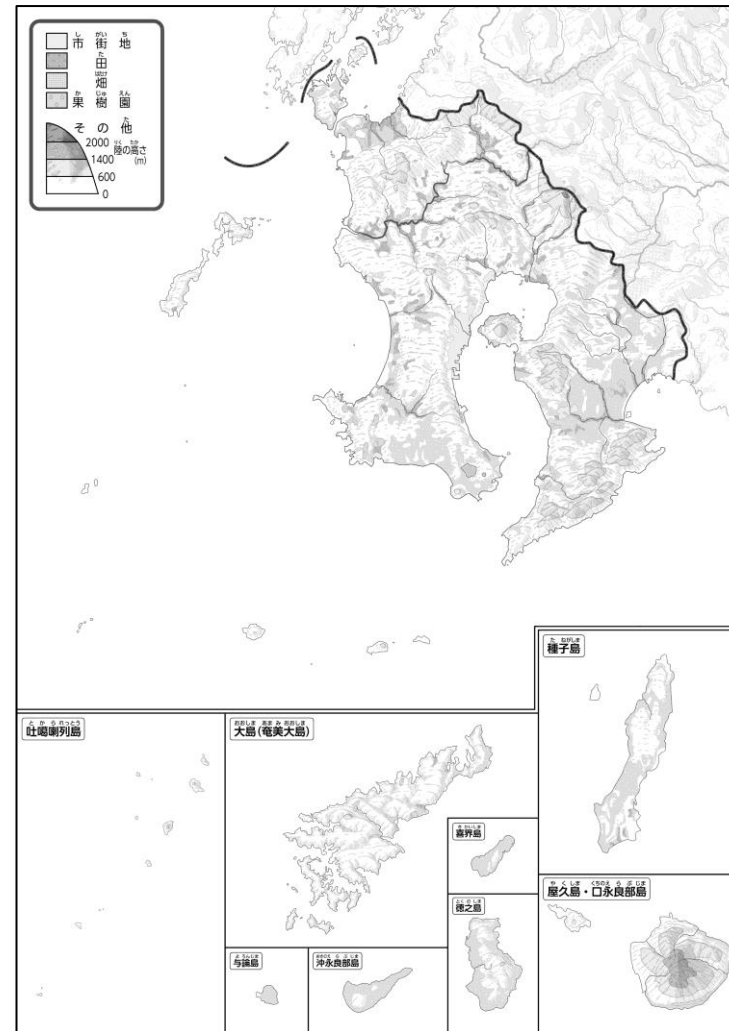 市街地
田
畑
果樹園
その他
2000
陸の高さ
1400
(m)
600
0
種子島
吐噶喇列島
大島(奄美大島)
喜界島
屋久島・口永良部島
徳之島
与論島
沖永良部島